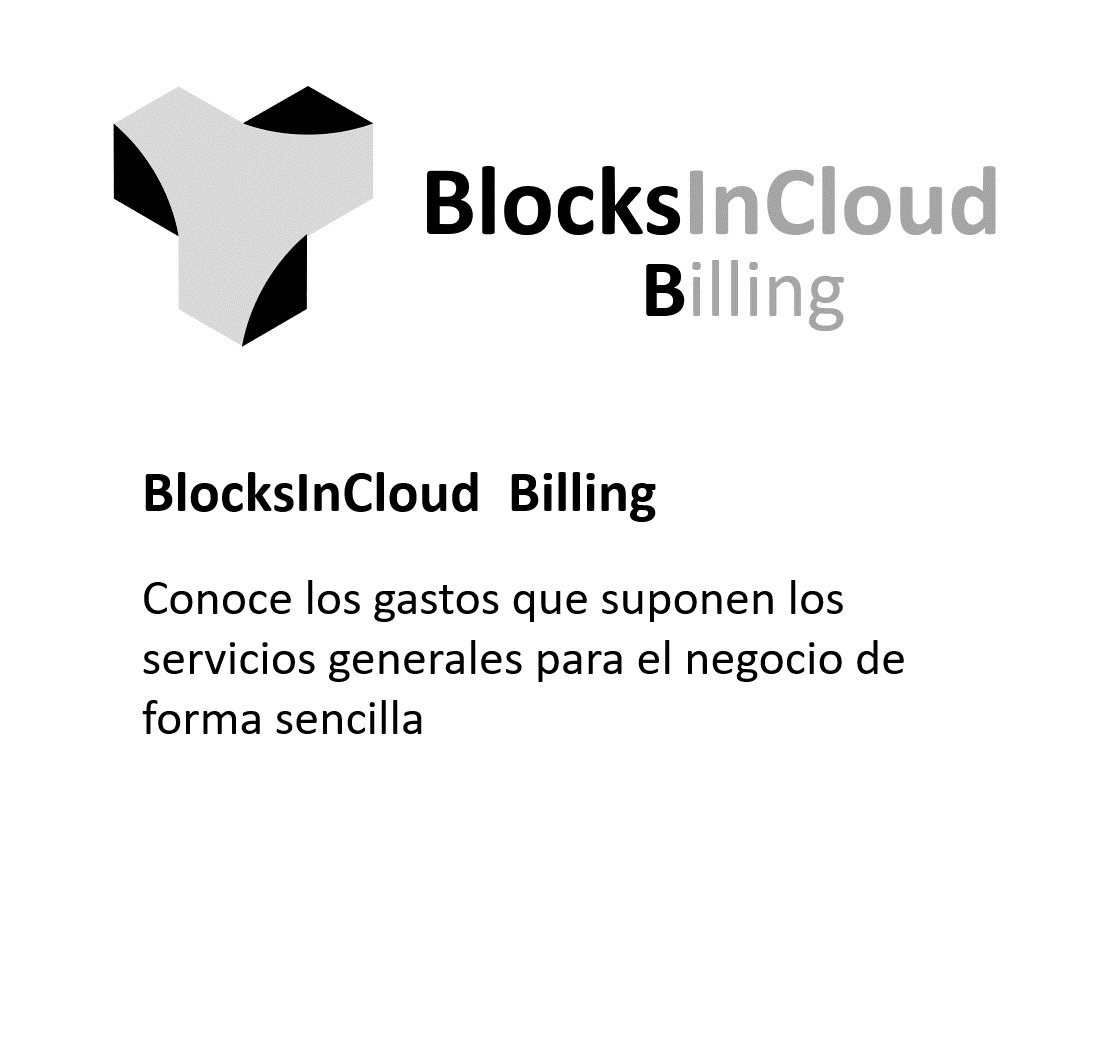 BlocksInCloud
Billing
BlocksInCloud Billing
Conoce los gastos que suponen los
servicios generales para el negocio de
forma sencilla